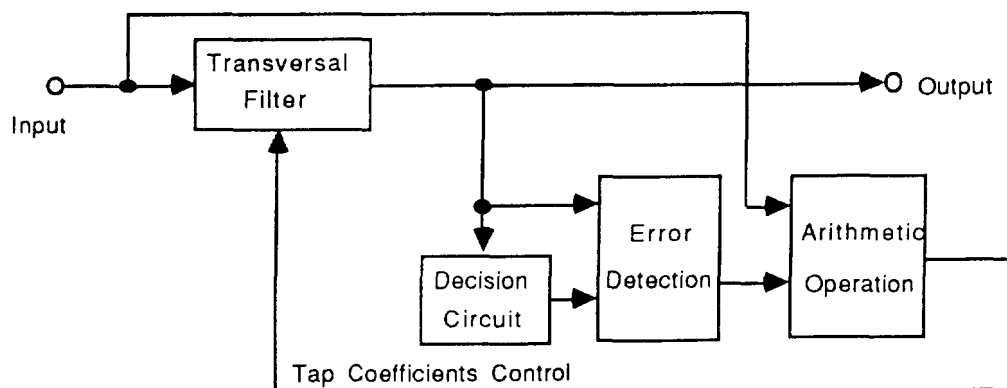 Transversal
Filter
Input
Output
Error
Detection
Arithmetic
Operation
Decision
Circuit
Tap Coefficients Control